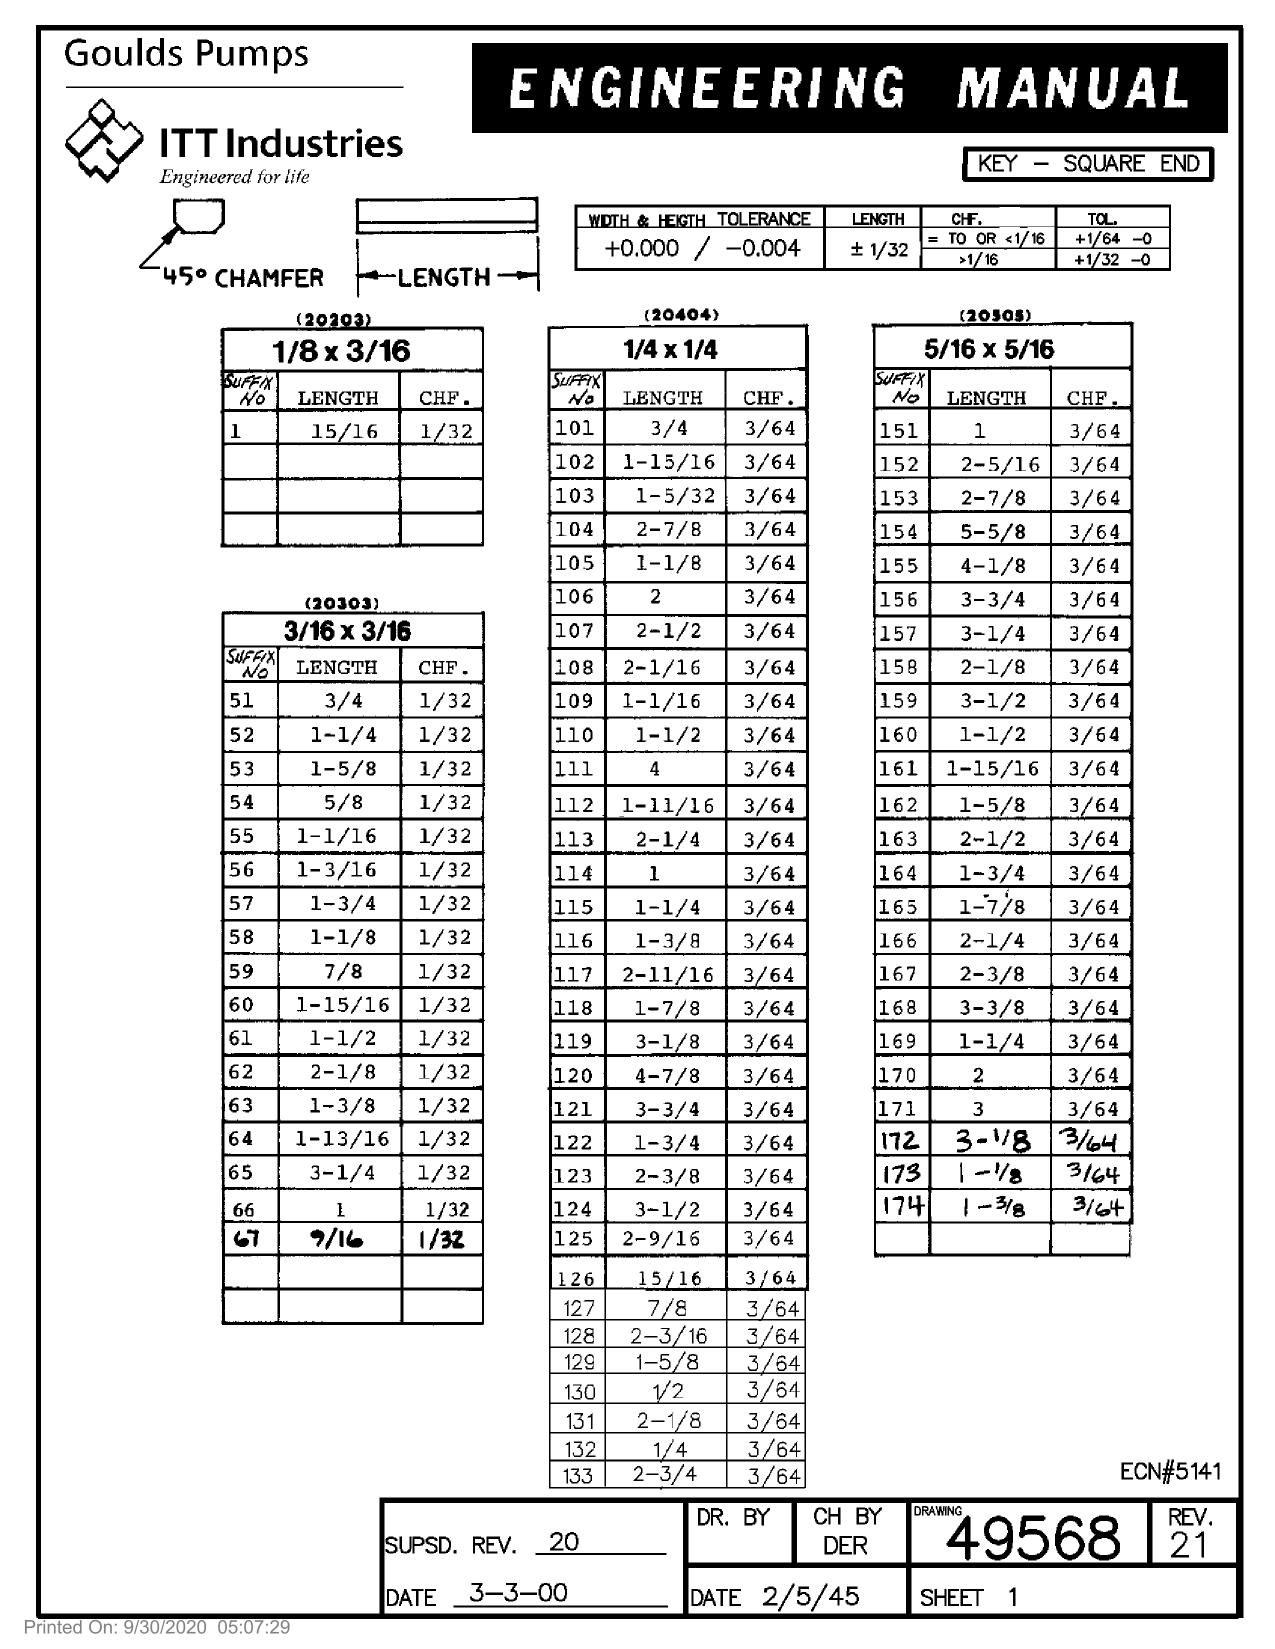 Goulds Pumps
ITT Industries
Engineered for life
ENGINEERING MANUAL
KEY - SQUARE END
45° CHAMFER
LENGTH
WIDTH & HEIGTH TOLERANCE LENGTH CHF. TOL.
+0.000 / -0.004 ± 1/32 = TO OR <1/16 +1/64 -0
>1/16 +1/32 -0
(20203)
1/8 x 3/16
SUFFIX NO LENGTH CHF.
1 15/16 1/32
(20303)
3/16 x 3/16
SUFFIX NO LENGTH CHF.
51 3/4 1/32
52 1-1/4 1/32
53 1-5/8 1/32
54 5/8 1/32
55 1-1/16 1/32
56 1-3/16 1/32
57 1-3/4 1/32
58 1-1/8 1/32
59 7/8 1/32
60 1-15/16 1/32
61 1-1/2 1/32
62 2-1/8 1/32
63 1-3/8 1/32
64 1-13/16 1/32
65 3-1/4 1/32
66 1 1/32
67 9/16 1/32
(20404)
1/4 x 1/4
SUFFIX NO LENGTH CHF.
101 3/4 3/64
102 1-15/16 3/64
103 1-5/32 3/64
104 2-7/8 3/64
105 1-1/8 3/64
106 2 3/64
107 2-1/2 3/64
108 2-1/16 3/64
109 1-1/16 3/64
110 1-1/2 3/64
111 4 3/64
112 1-11/16 3/64
113 2-1/4 3/64
114 1 3/64
115 1-1/4 3/64
116 1-3/8 3/64
117 2-11/16 3/64
118 1-7/8 3/64
119 3-1/8 3/64
120 4-7/8 3/64
121 3-3/4 3/64
122 1-3/4 3/64
123 2-3/8 3/64
124 3-1/2 3/64
125 2-9/16 3/64
126 15/16 3/64
127 7/8 3/64
128 2-3/16 3/64
129 1-5/8 3/64
130 1/2 3/64
131 2-1/8 3/64
132 1/4 3/64
133 2-3/4 3/64
(20505)
5/16 x 5/16
SUFFIX NO LENGTH CHF.
151 1 3/64
152 2-5/16 3/64
153 2-7/8 3/64
154 5-5/8 3/64
155 4-1/8 3/64
156 3-3/4 3/64
157 3-1/4 3/64
158 2-1/8 3/64
159 3-1/2 3/64
160 1-1/2 3/64
161 1-15/16 3/64
162 1-5/8 3/64
163 2-1/2 3/64
164 1-3/4 3/64
165 1-7/8 3/64
166 2-1/4 3/64
167 2-3/8 3/64
168 3-3/8 3/64
169 1-1/4 3/64
170 2 3/64
171 3 3/64
172 3-1/8 3/64
173 1-1/8 3/64
174 1-3/8 3/64
ECN#5141
SUPSD. REV. 20
DATE 3-3-00
DR. BY
CH BY
DER
DATE 2/5/45
DRAWING
49568
REV.
21
SHEET 1
Printed On: 9/30/2020 05:07:29